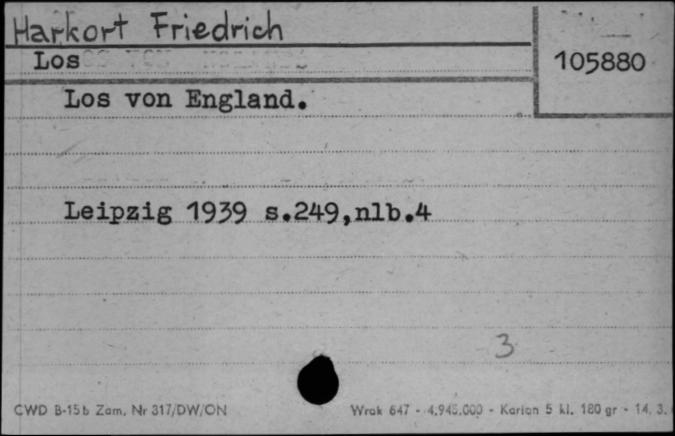 Harkort Friedrich
Los
105880
Los von England.
Leipzig 1939 s.249,nlb.4
3
CWD B-15b Zam. Nr 317/DW/ON Wrak 647 - 4.945.000 - Karton 5 kl. 180 gr - 14. 3.